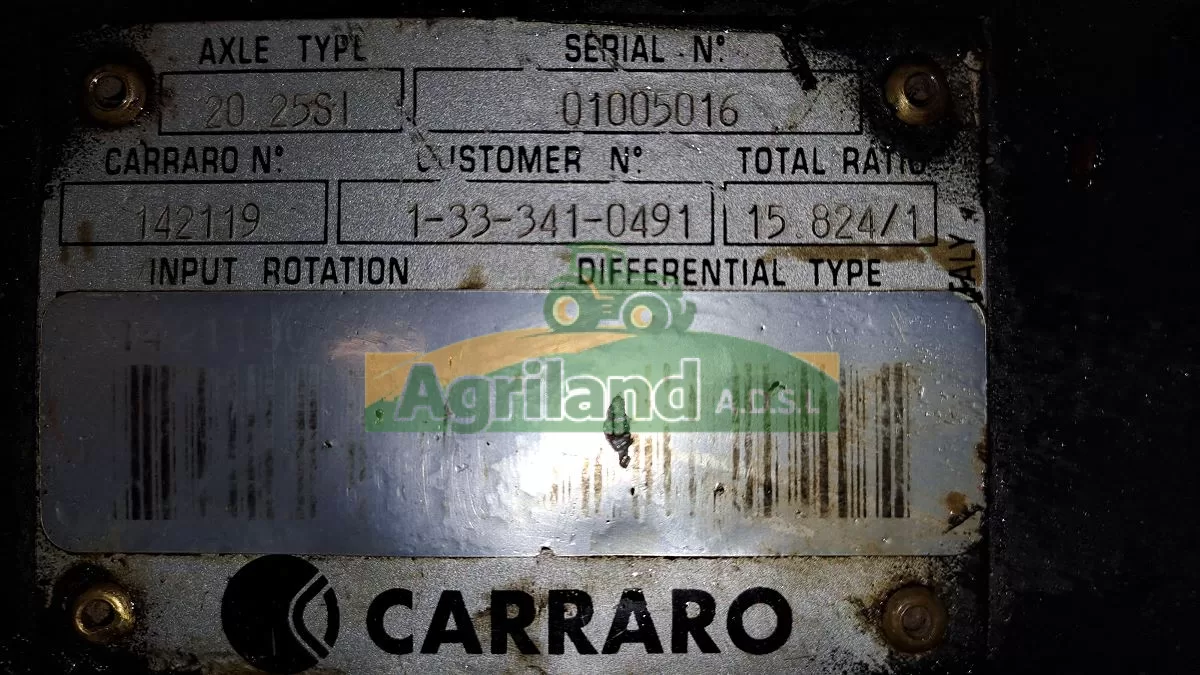 AXLE TYPE SERIAL N°
20.25SI 01005016
CARRARO N° CUSTOMER N° TOTAL RATIO
142119 1-33-341-0491 15.824/1
INPUT ROTATION DIFFERENTIAL TYPE
ITALY
Agriland A,D.S.L
CARRARO